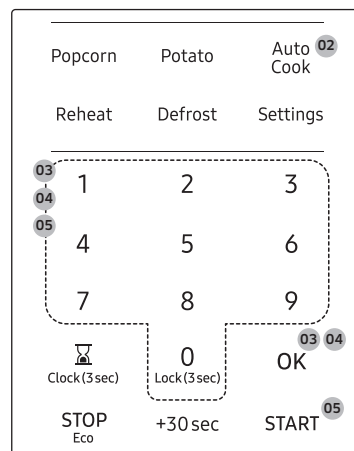 Popcorn Potato Auto Cook 02
Reheat Defrost Settings
03 1 2 3
04
05
4 5 6
7 8 9
03 04
0 OK
Clock(3 sec) Lock(3 sec)
STOP +30 sec START 05
Eco